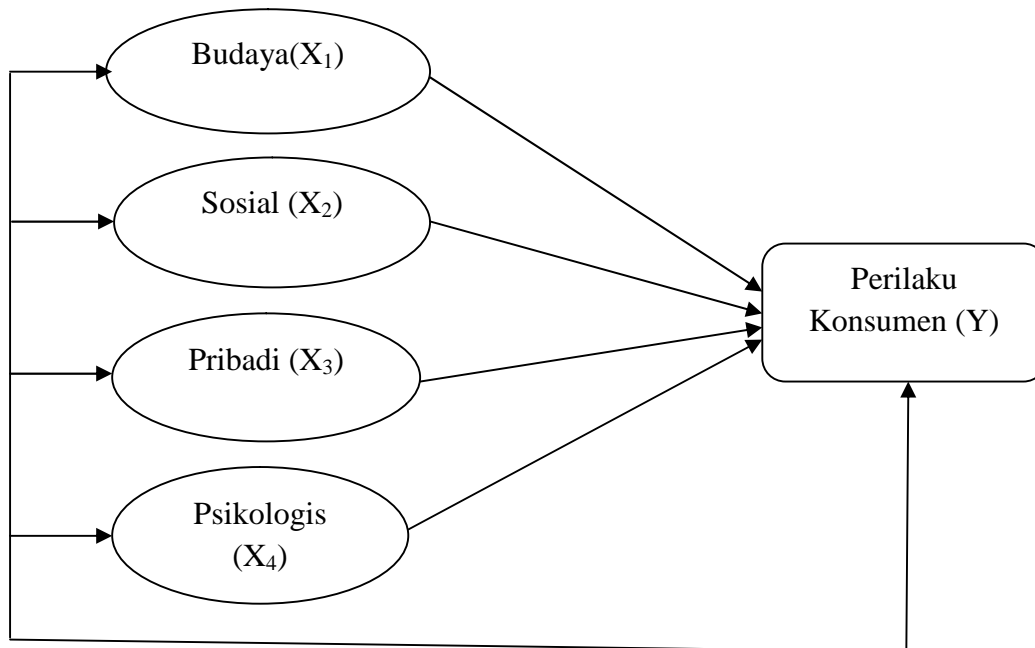 Budaya(X₁)
Sosial (X₂)
Pribadi (X₃)
Psikologis
(X₄)
Perilaku
Konsumen (Y)